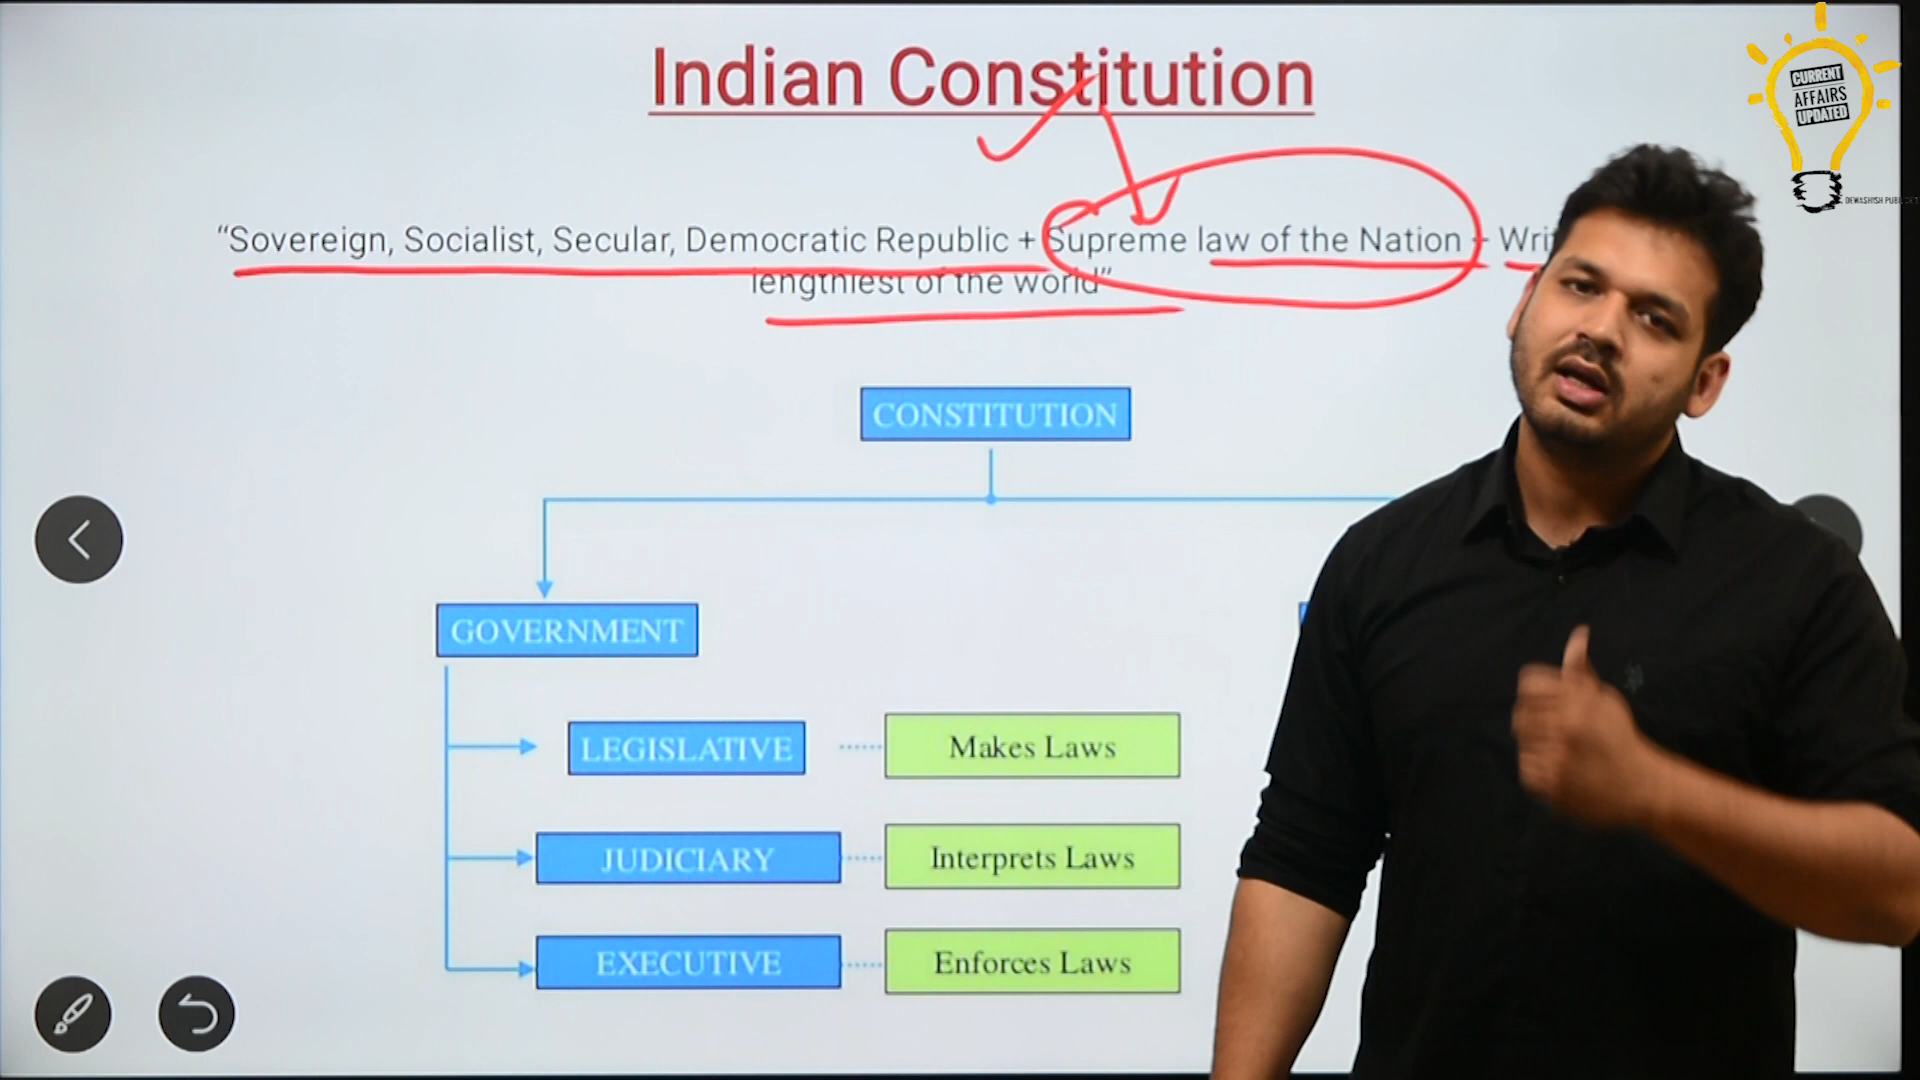 Indian Constitution
CURRENT
AFFAIRS
UPDATED
“Sovereign, Socialist, Secular, Democratic Republic + Supreme law of the Nation +
lengthiest of the world”
CONSTITUTION
GOVERNMENT
LEGISLATIVE
Makes Laws
JUDICIARY
Interprets Laws
EXECUTIVE
Enforces Laws